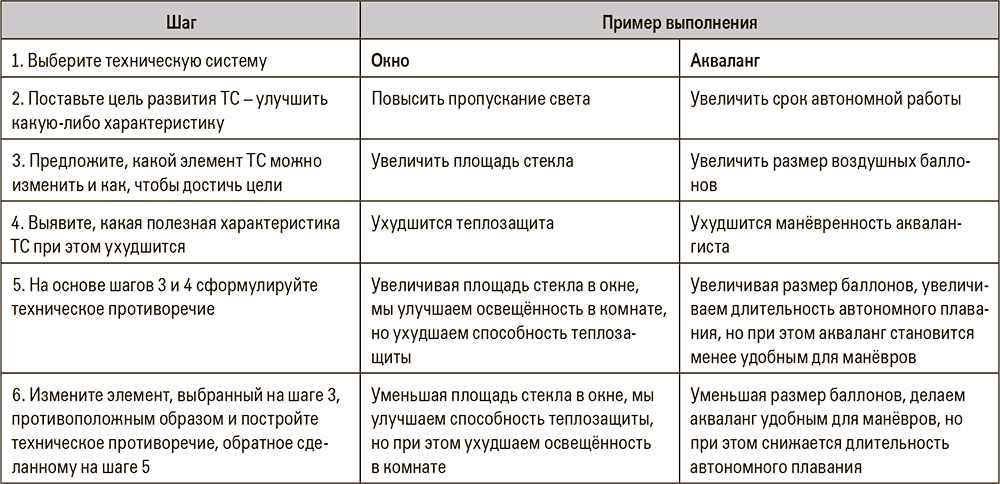 Шаг
Пример выполнения
1. Выберите техническую систему
Окно
Акваланг
2. Поставьте цель развития ТС – улучшить
какую-либо характеристику
Повысить пропускание света
Увеличить срок автономной работы
3. Предложите, какой элемент ТС можно
изменить и как, чтобы достичь цели
Увеличить площадь стекла
Увеличить размер воздушных балло-
нов
4. Выявите, какая полезная характеристика
ТС при этом ухудшится
Ухудшится теплозащита
Ухудшится манёвренность аквалан-
гиста
5. На основе шагов 3 и 4 сформулируйте
техническое противоречие
Увеличивая площадь стекла в окне,
мы улучшаем освещённость в комнате,
но ухудшаем способность теплоза-
щиты
Увеличивая размер баллонов, увеличи-
ваем длительность автономного плава-
ния, но при этом акваланг становится
менее удобным для манёвров
6. Измените элемент, выбранный на шаге 3,
противоположным образом и постройте
техническое противоречие, обратное сде-
ланному на шаге 5
Уменьшая площадь стекла в окне, мы
улучшаем способность теплозащиты,
но при этом ухудшаем освещённость
в комнате
Уменьшая размер баллонов, делаем
акваланг удобным для манёвров, но
при этом снижается длительность
автономного плавания